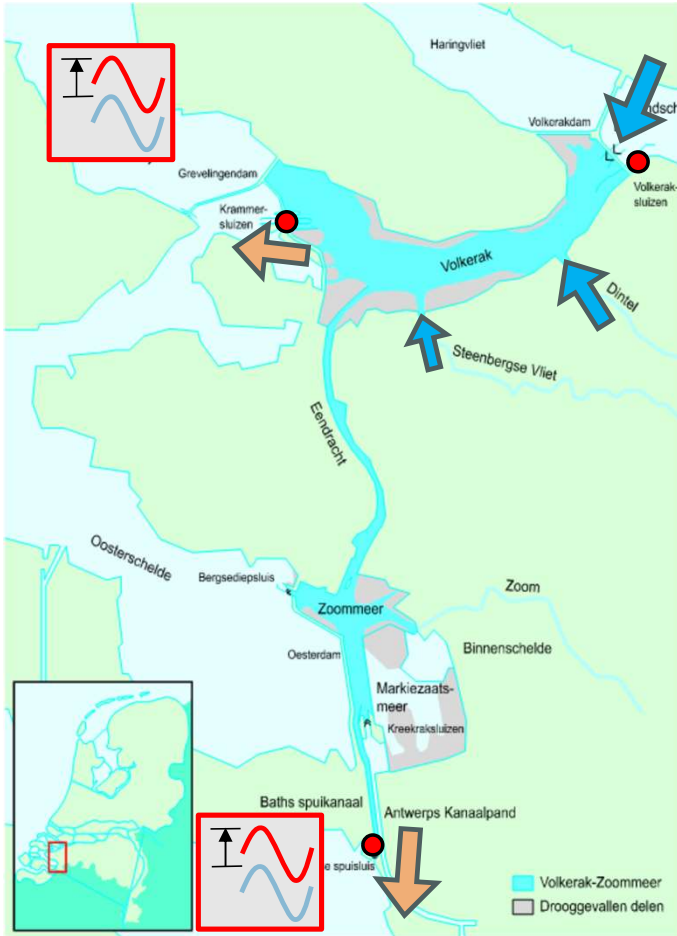 Haringvliet
Volkerakdam
Grevelingendam
Krammer-
sluizen
Volkerak-
sluizen
Volkerak
Dintel
Steenbergse Vliet
Eendracht
Oosterschelde
Bergsediepsluis
Zoommeer
Zoom
Oesterdam
Binnenschelde
Markiezaats-
meer
Kreekraksluizen
Baths spuikanaal
Antwerps Kanaalpand
spuisluis
Volkerak-Zoommeer
Drooggevallen delen